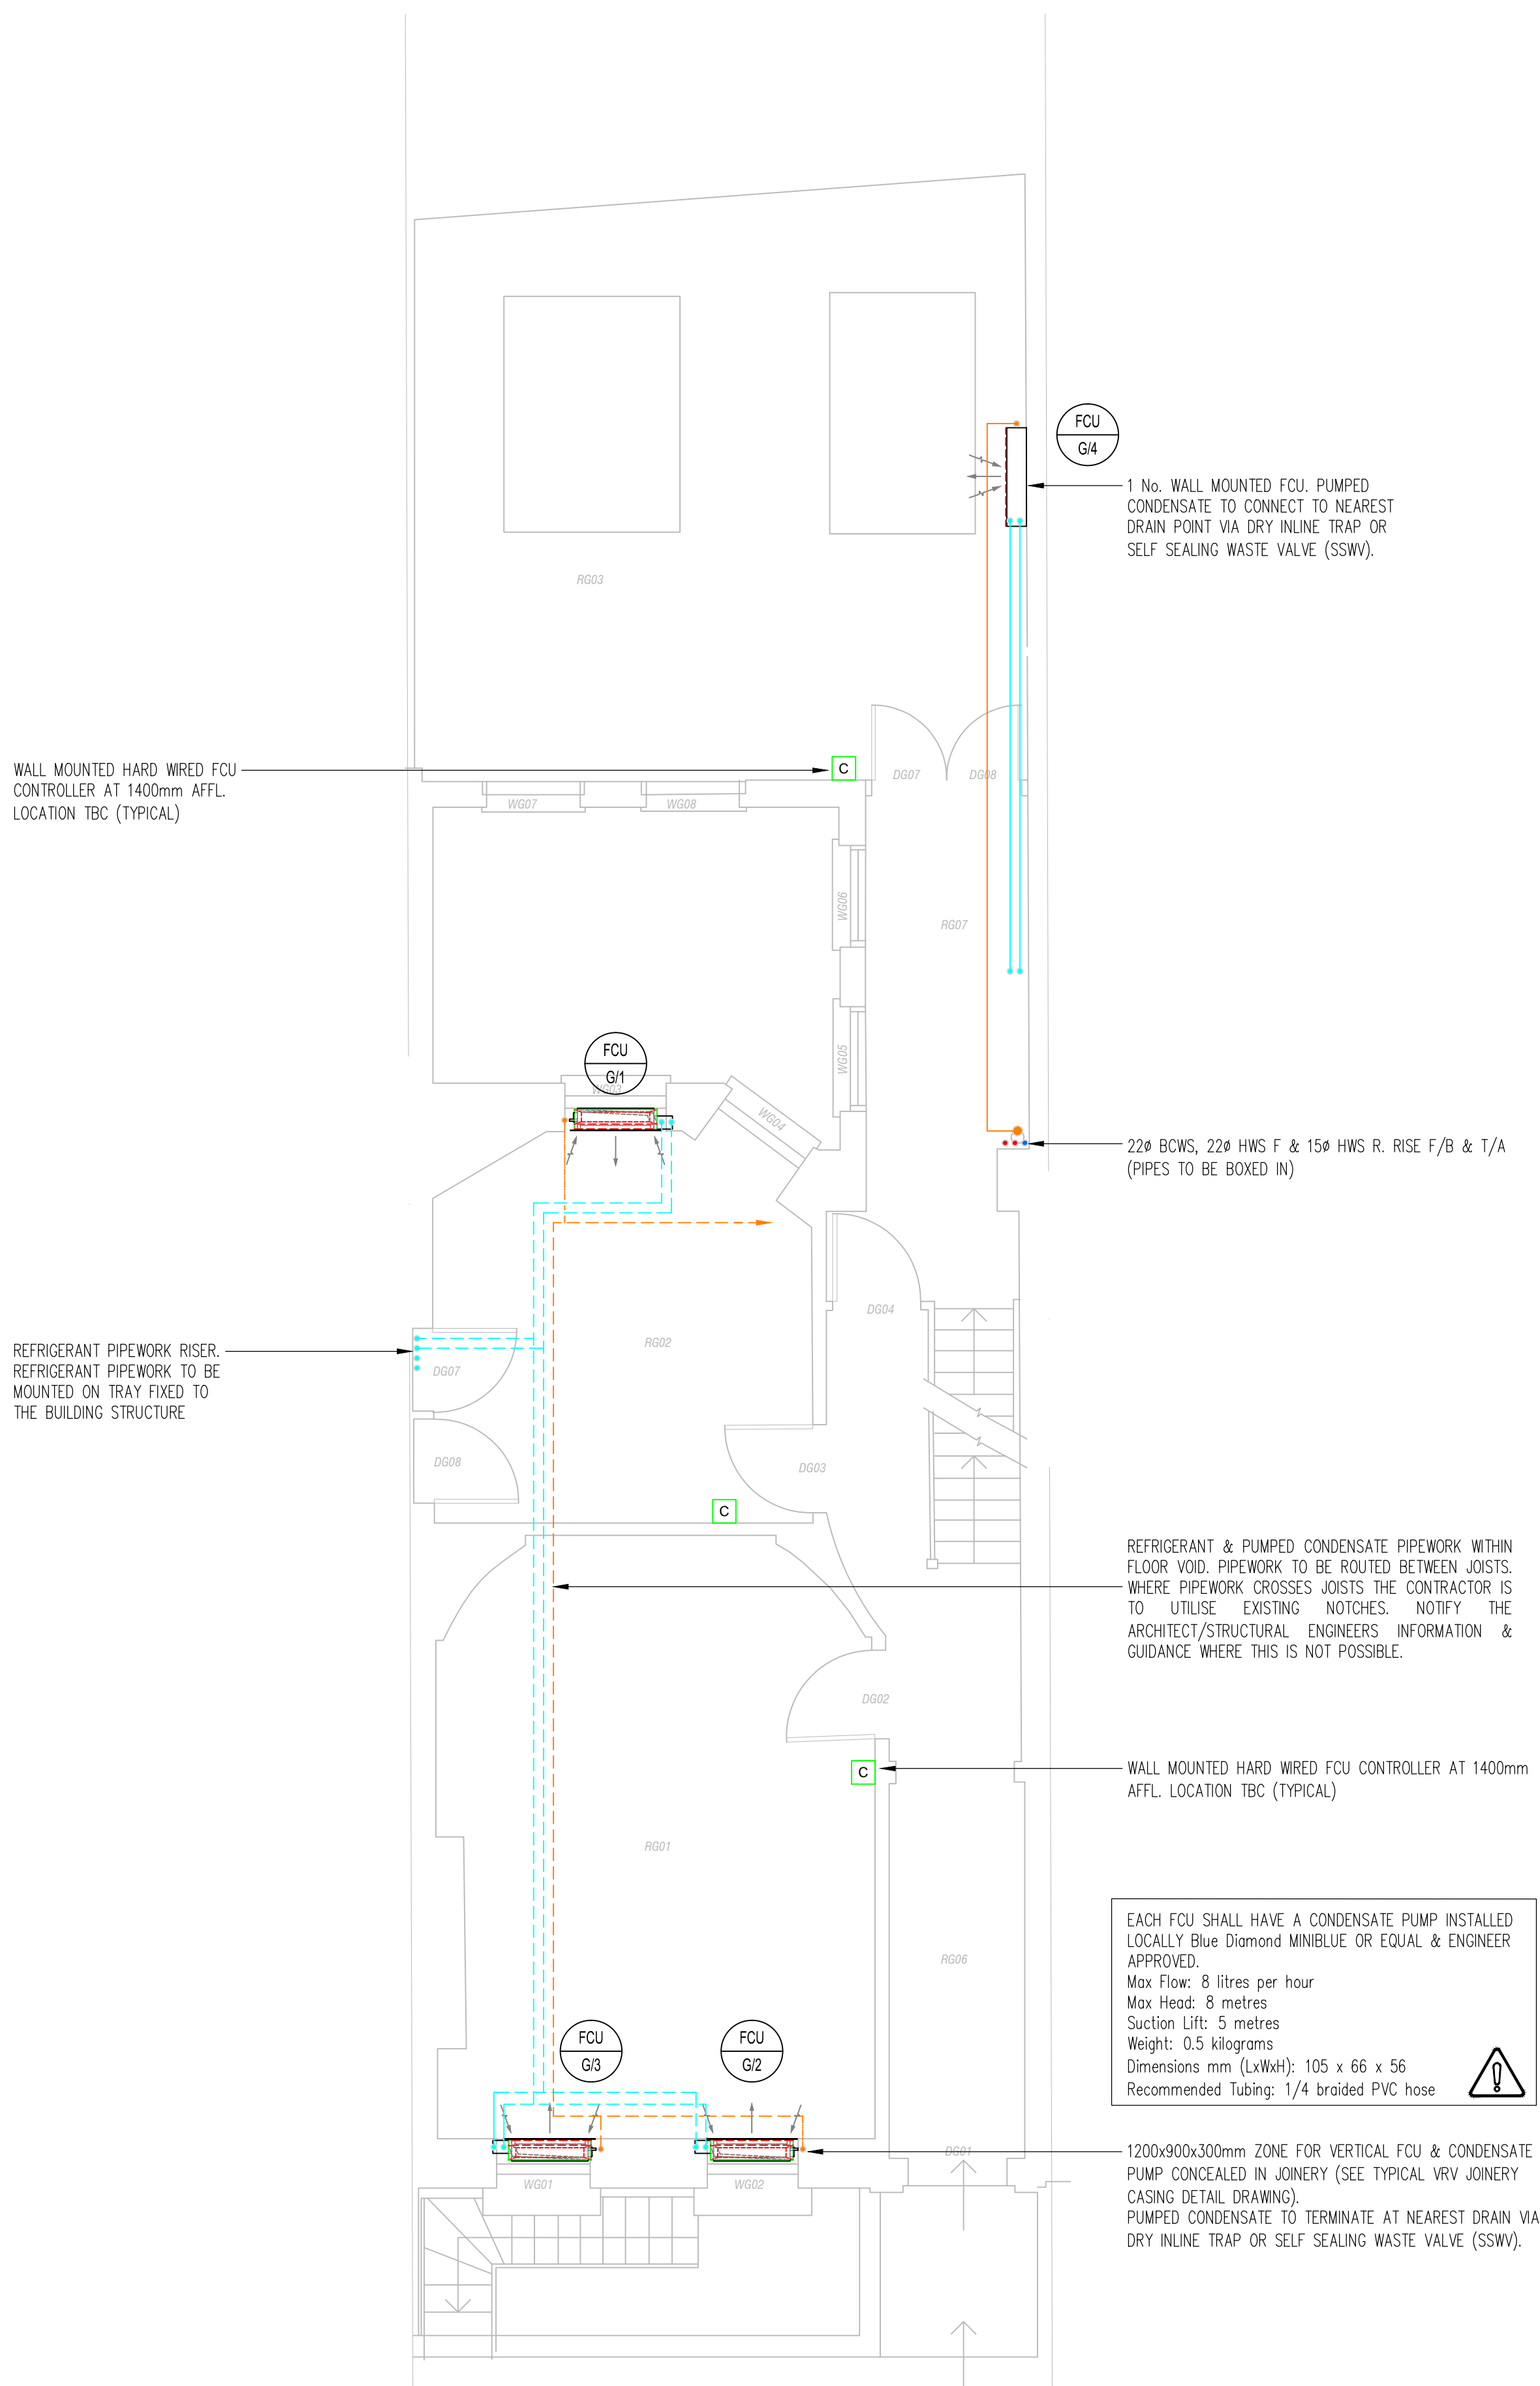 FCU
G/4
1 No. WALL MOUNTED FCU. PUMPED
CONDENSATE TO CONNECT TO NEAREST
DRAIN POINT VIA DRY INLINE TRAP OR
SELF SEALING WASTE VALVE (SSWV).
RG03
WALL MOUNTED HARD WIRED FCU
CONTROLLER AT 1400mm AFFL.
LOCATION TBC (TYPICAL)
C
DG07
DG08
WG07
WG08
WG06
RG07
WG05
FCU
G/1
WG03
WG04
22ø BCWS, 22ø HWS F & 15ø HWS R. RISE F/B & T/A
(PIPES TO BE BOXED IN)
DG04
RG02
REFRIGERANT PIPEWORK RISER.
REFRIGERANT PIPEWORK TO BE
MOUNTED ON TRAY FIXED TO
THE BUILDING STRUCTURE
DG07
DG08
DG03
C
REFRIGERANT & PUMPED CONDENSATE PIPEWORK WITHIN
FLOOR VOID. PIPEWORK TO BE ROUTED BETWEEN JOISTS.
WHERE PIPEWORK CROSSES JOISTS THE CONTRACTOR IS
TO UTILISE EXISTING NOTCHES. NOTIFY THE
ARCHITECT/STRUCTURAL ENGINEERS INFORMATION &
GUIDANCE WHERE THIS IS NOT POSSIBLE.
DG02
C
WALL MOUNTED HARD WIRED FCU CONTROLLER AT 1400mm
AFFL. LOCATION TBC (TYPICAL)
RG01
RG06
EACH FCU SHALL HAVE A CONDENSATE PUMP INSTALLED
LOCALLY Blue Diamond MINIBLUE OR EQUAL & ENGINEER
APPROVED.
Max Flow: 8 litres per hour
Max Head: 8 metres
Suction Lift: 5 metres
Weight: 0.5 kilograms
Dimensions mm (LxWxH): 105 x 66 x 56
Recommended Tubing: 1/4 braided PVC hose
FCU
G/3
FCU
G/2
DG01
WG01
WG02
1200x900x300mm ZONE FOR VERTICAL FCU & CONDENSATE
PUMP CONCEALED IN JOINERY (SEE TYPICAL VRV JOINERY
CASING DETAIL DRAWING).
PUMPED CONDENSATE TO TERMINATE AT NEAREST DRAIN VIA
DRY INLINE TRAP OR SELF SEALING WASTE VALVE (SSWV).